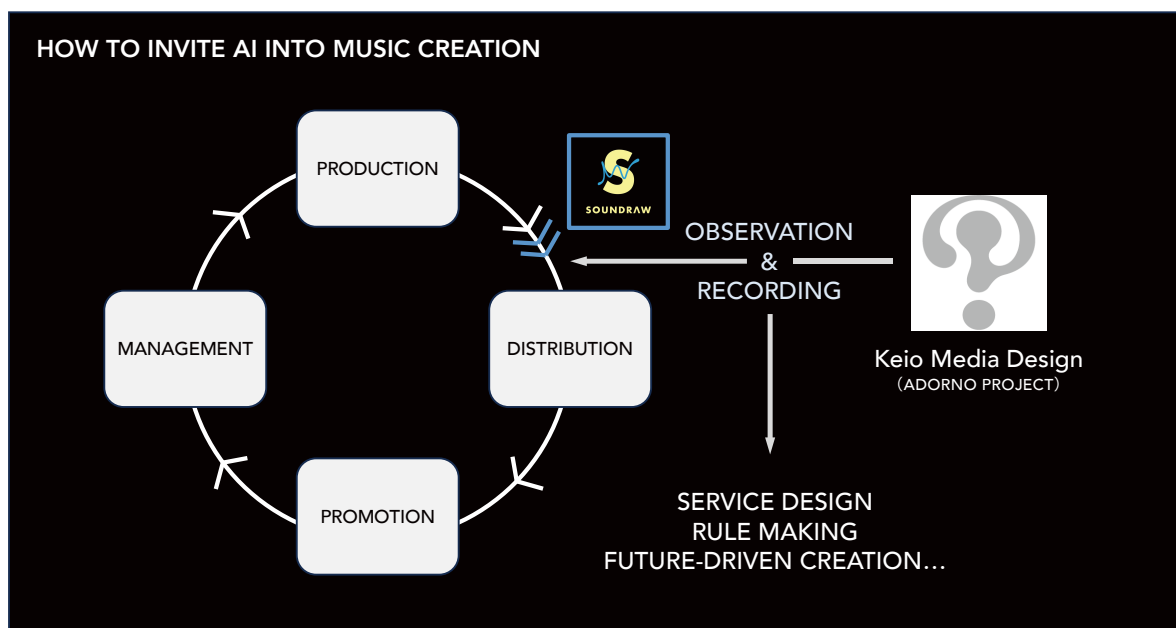 HOW TO INVITE AI INTO MUSIC CREATION
PRODUCTION
S
SOUNDRAW
OBSERVATION
&
RECORDING
MANAGEMENT
DISTRIBUTION
Keio Media Design
（ADORNO PROJECT）
PROMOTION
SERVICE DESIGN
RULE MAKING
FUTURE-DRIVEN CREATION…